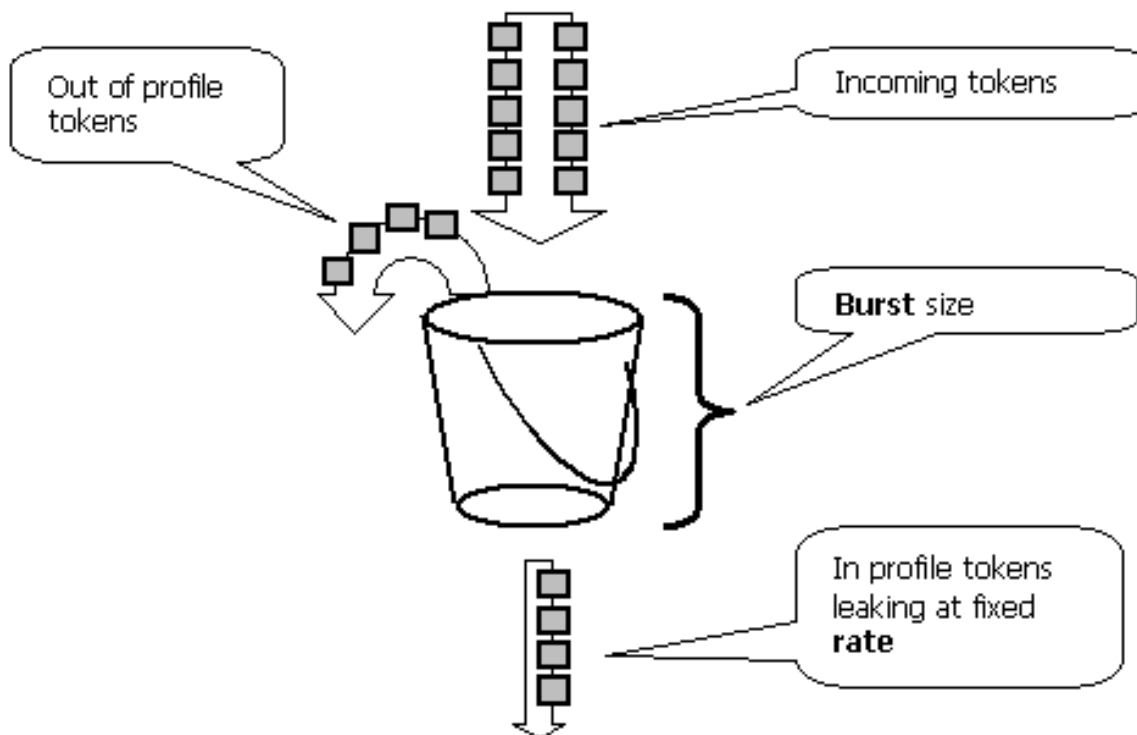 Out of profile
tokens
Incoming tokens
Burst size
In profile tokens
leaking at fixed
rate